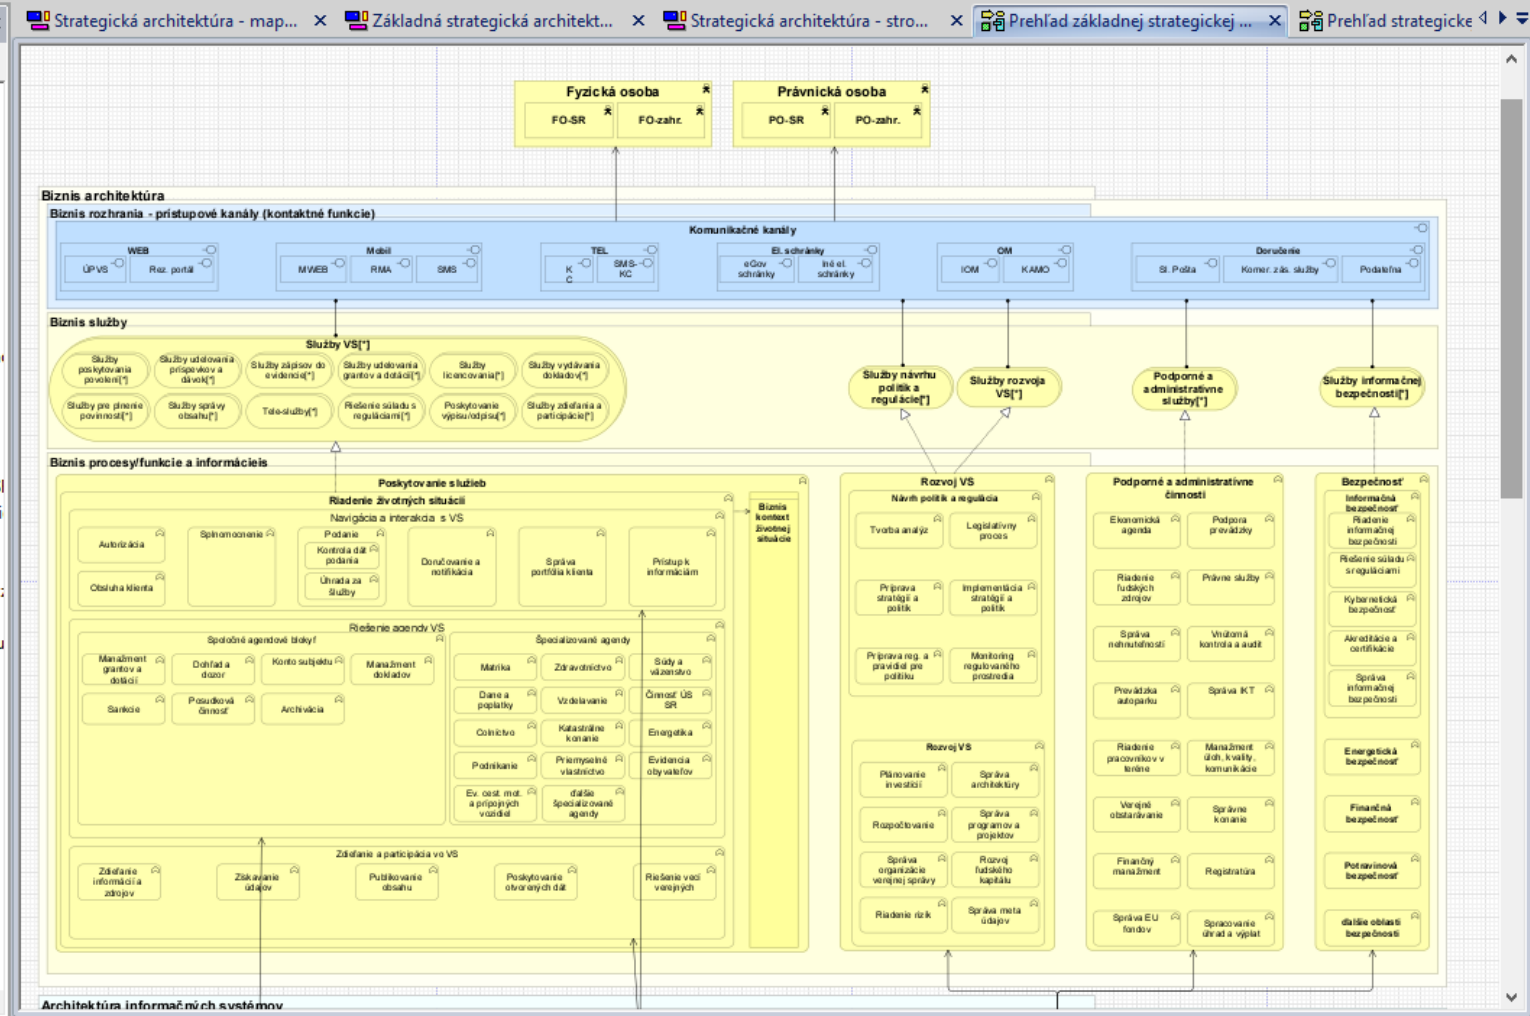 Strategická architektúra - map...
Základná strategická architekt...
Strategická architektúra - stro...
Prehľad základnej strategickej ...
Prehľad strategicke
Fyzická osoba
FO-SR
FO-zahr.
Právnická osoba
PO-SR
PO-zahr.
Biznis architektúra
Biznis rozhrania - prístupové kanály (kontaktné funkcie)
Komunikačné kanály
WEB
ÚPVS
Rez. portál
Mobil
MWEB
RMA
SMS
TEL
K
C
SMS-
KC
El. schránky
eGov
schránky
Iné el.
schránky
OM
IOM
KAMO
Doručenie
Sl. Pošta
Komer. zás. služby
Podateľňa
Biznis služby
Služby VS[*]
Služby
poskytovania
povolení[*]
Služby udelovania
príspevkov a
dávok[*]
Služby zápisov do
evidencie[*]
Služby udelovania
grantov a dotácií[*]
Služby
licencovania[*]
Služby vydávania
dokladov[*]
Služby pre plnenie
povinností[*]
Služby správy
obsahu[*]
Tele-služby[*]
Riešenie súladu s
reguláciami[*]
Poskytovanie
výpisu/odpisu[*]
Služby zdieľania a
participácie[*]
Služby návrhu
politik a
regulácie[*]
Služby rozvoja
VS[*]
Podporné a
administratívne
služby[*]
Služby informačnej
bezpečnosti[*]
Biznis procesy/funkcie a informácieis
Poskytovanie služieb
Riadenie životných situácií
Navigácia a interakcia s VS
Autorizácia
Obsluha klienta
Splnomocnenie
Podanie
Kontrola dát
podania
Úhrada za
služby
Doručovanie a
notifikácia
Správa
portfólia klienta
Prístup k
informáciám
Biznis
kontext
životnej
situácie
Riešenie agendy VS
Spoločné agendové bloky
Manažment
grantov a
dotácií
Dohľad a
dozor
Konto subjektu
Manažment
dokladov
Sankcie
Posudková
činnosť
Archivácia
Špecializované agendy
Matrika
Zdravotníctvo
Súdy a
väzenstvo
Dane a
poplatky
Vzdelavanie
Činnosť ÚS
SR
Colníctvo
Katastrálne
konanie
Energetika
Podnikanie
Priemyselné
vlastníctvo
Evidencia
obyvateľov
Ev. cest. mot.
a prípojných
vozidiel
ďalšie
špecializované
agendy
Zdieľanie a participácia vo VS
Zdieľanie
informácií a
zdrojov
Získavanie
údajov
Publikovanie
obsahu
Poskytovanie
otvorených dát
Riešenie vecí
verejných
Rozvoj VS
Návrh politík a regulácia
Tvorba analýz
Legislatívny
proces
Príprava
stratégií a
politík
Implementácia
stratégií a
politík
Príprava reg. a
pravidiel pre
politiku
Monitoring
regulovaného
prostredia
Rozvoj VS
Plánovanie
investícií
Správa
architektúry
Rozpočtovanie
Správa
programov a
projektov
Správa
organizácie
verejnej správy
Rozvoj
ľudského
kapitálu
Riadenie rizík
Správa meta
údajov
Podporné a administratívne
činnosti
Ekonomická
agenda
Podpora
prevádzky
Riadenie
ľudských
zdrojov
Právne služby
Správa
nehnuteľností
Vnútorná
kontrola a audit
Prevádzka
autoparku
Správa IKT
Riadenie
pracovníkov v
teréne
Manažment
úloh, kvality,
komunikácie
Verejné
obstarávanie
Správne
konanie
Finančný
manažment
Registratúra
Správa EU
fondov
Spracovanie
úhrad a výplat
Bezpečnosť
Informačná
bezpečnosť
Riadenie
informačnej
bezpečnosti
Riešenie súladu
s reguláciami
Kybernetická
bezpečnosť
Akreditácie a
certifikácie
Správa
informačnej
bezpečnosti
Energetická
bezpečnosť
Finančná
bezpečnosť
Potravinová
bezpečnosť
ďalšie oblasti
bezpečnosti
Architektúra informačných systémov